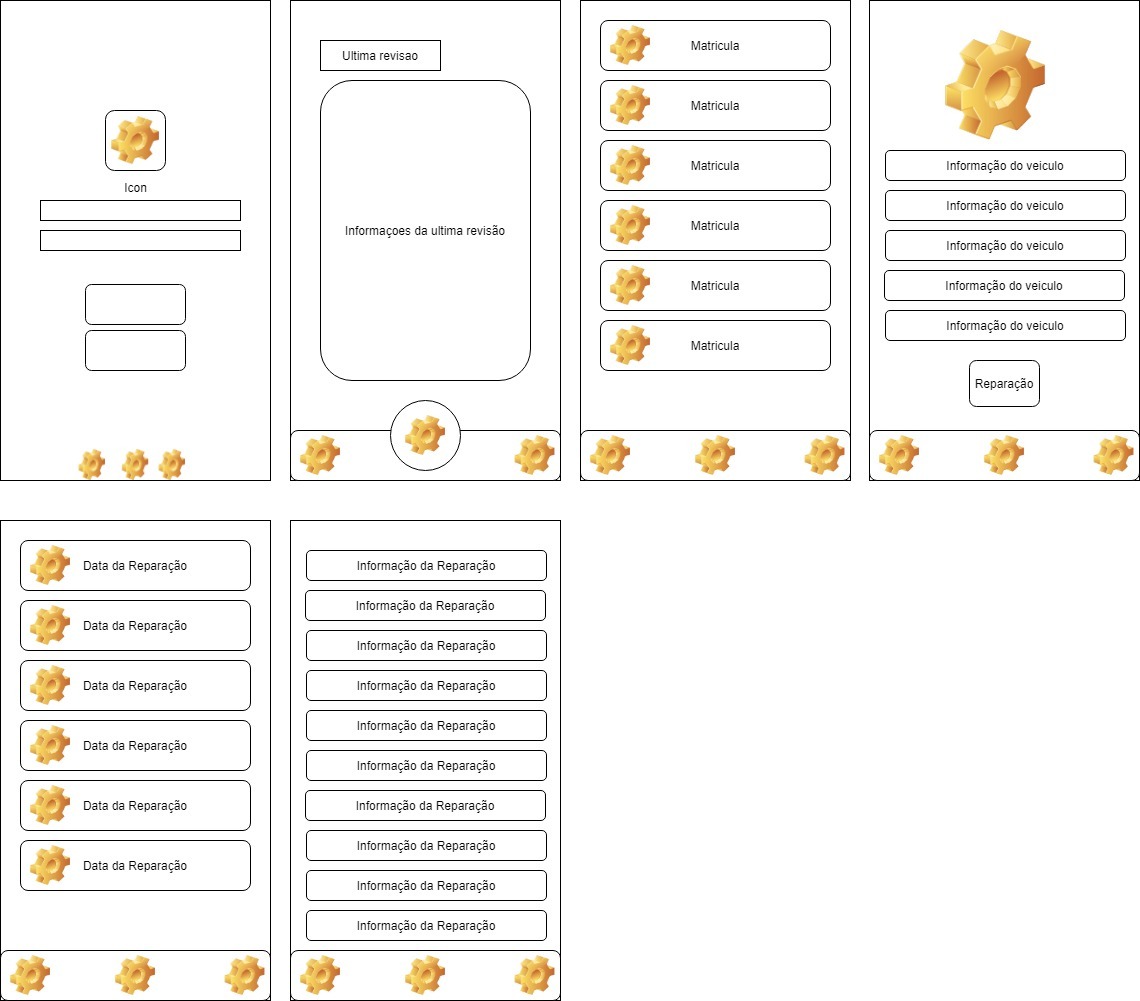 Icon
Ultima revisao
Informaçoes da ultima revisão
Matricula
Matricula
Matricula
Matricula
Matricula
Matricula
Informação do veiculo
Informação do veiculo
Informação do veiculo
Informação do veiculo
Informação do veiculo
Reparação
Data da Reparação
Data da Reparação
Data da Reparação
Data da Reparação
Data da Reparação
Data da Reparação
Informação da Reparação
Informação da Reparação
Informação da Reparação
Informação da Reparação
Informação da Reparação
Informação da Reparação
Informação da Reparação
Informação da Reparação
Informação da Reparação
Informação da Reparação